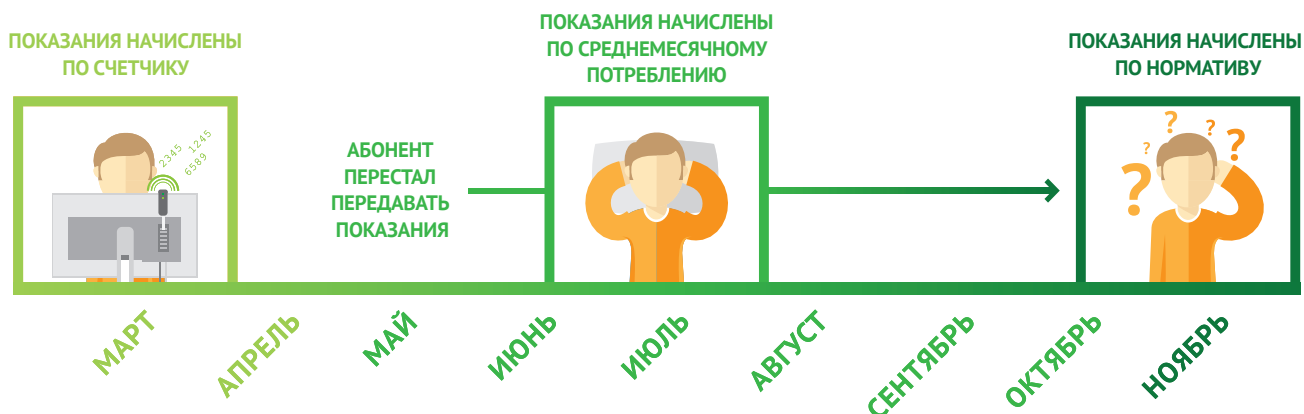 ПОКАЗАНИЯ НАЧИСЛЕНЫ
ПО СЧЕТЧИКУ
2345 1245
6589
АБОНЕНТ
ПЕРЕСТАЛ
ПЕРЕДАВАТЬ
ПОКАЗАНИЯ
ПОКАЗАНИЯ НАЧИСЛЕНЫ
ПО СРЕДНЕМЕСЯЧНОМУ
ПОТРЕБЛЕНИЮ
ПОКАЗАНИЯ НАЧИСЛЕНЫ
ПО НОРМАТИВУ
? ? ? ? ?
МАРТ
АПРЕЛЬ
МАЙ
ИЮНЬ
ИЮЛЬ
АВГУСТ
СЕНТЯБРЬ
ОКТЯБРЬ
НОЯБРЬ